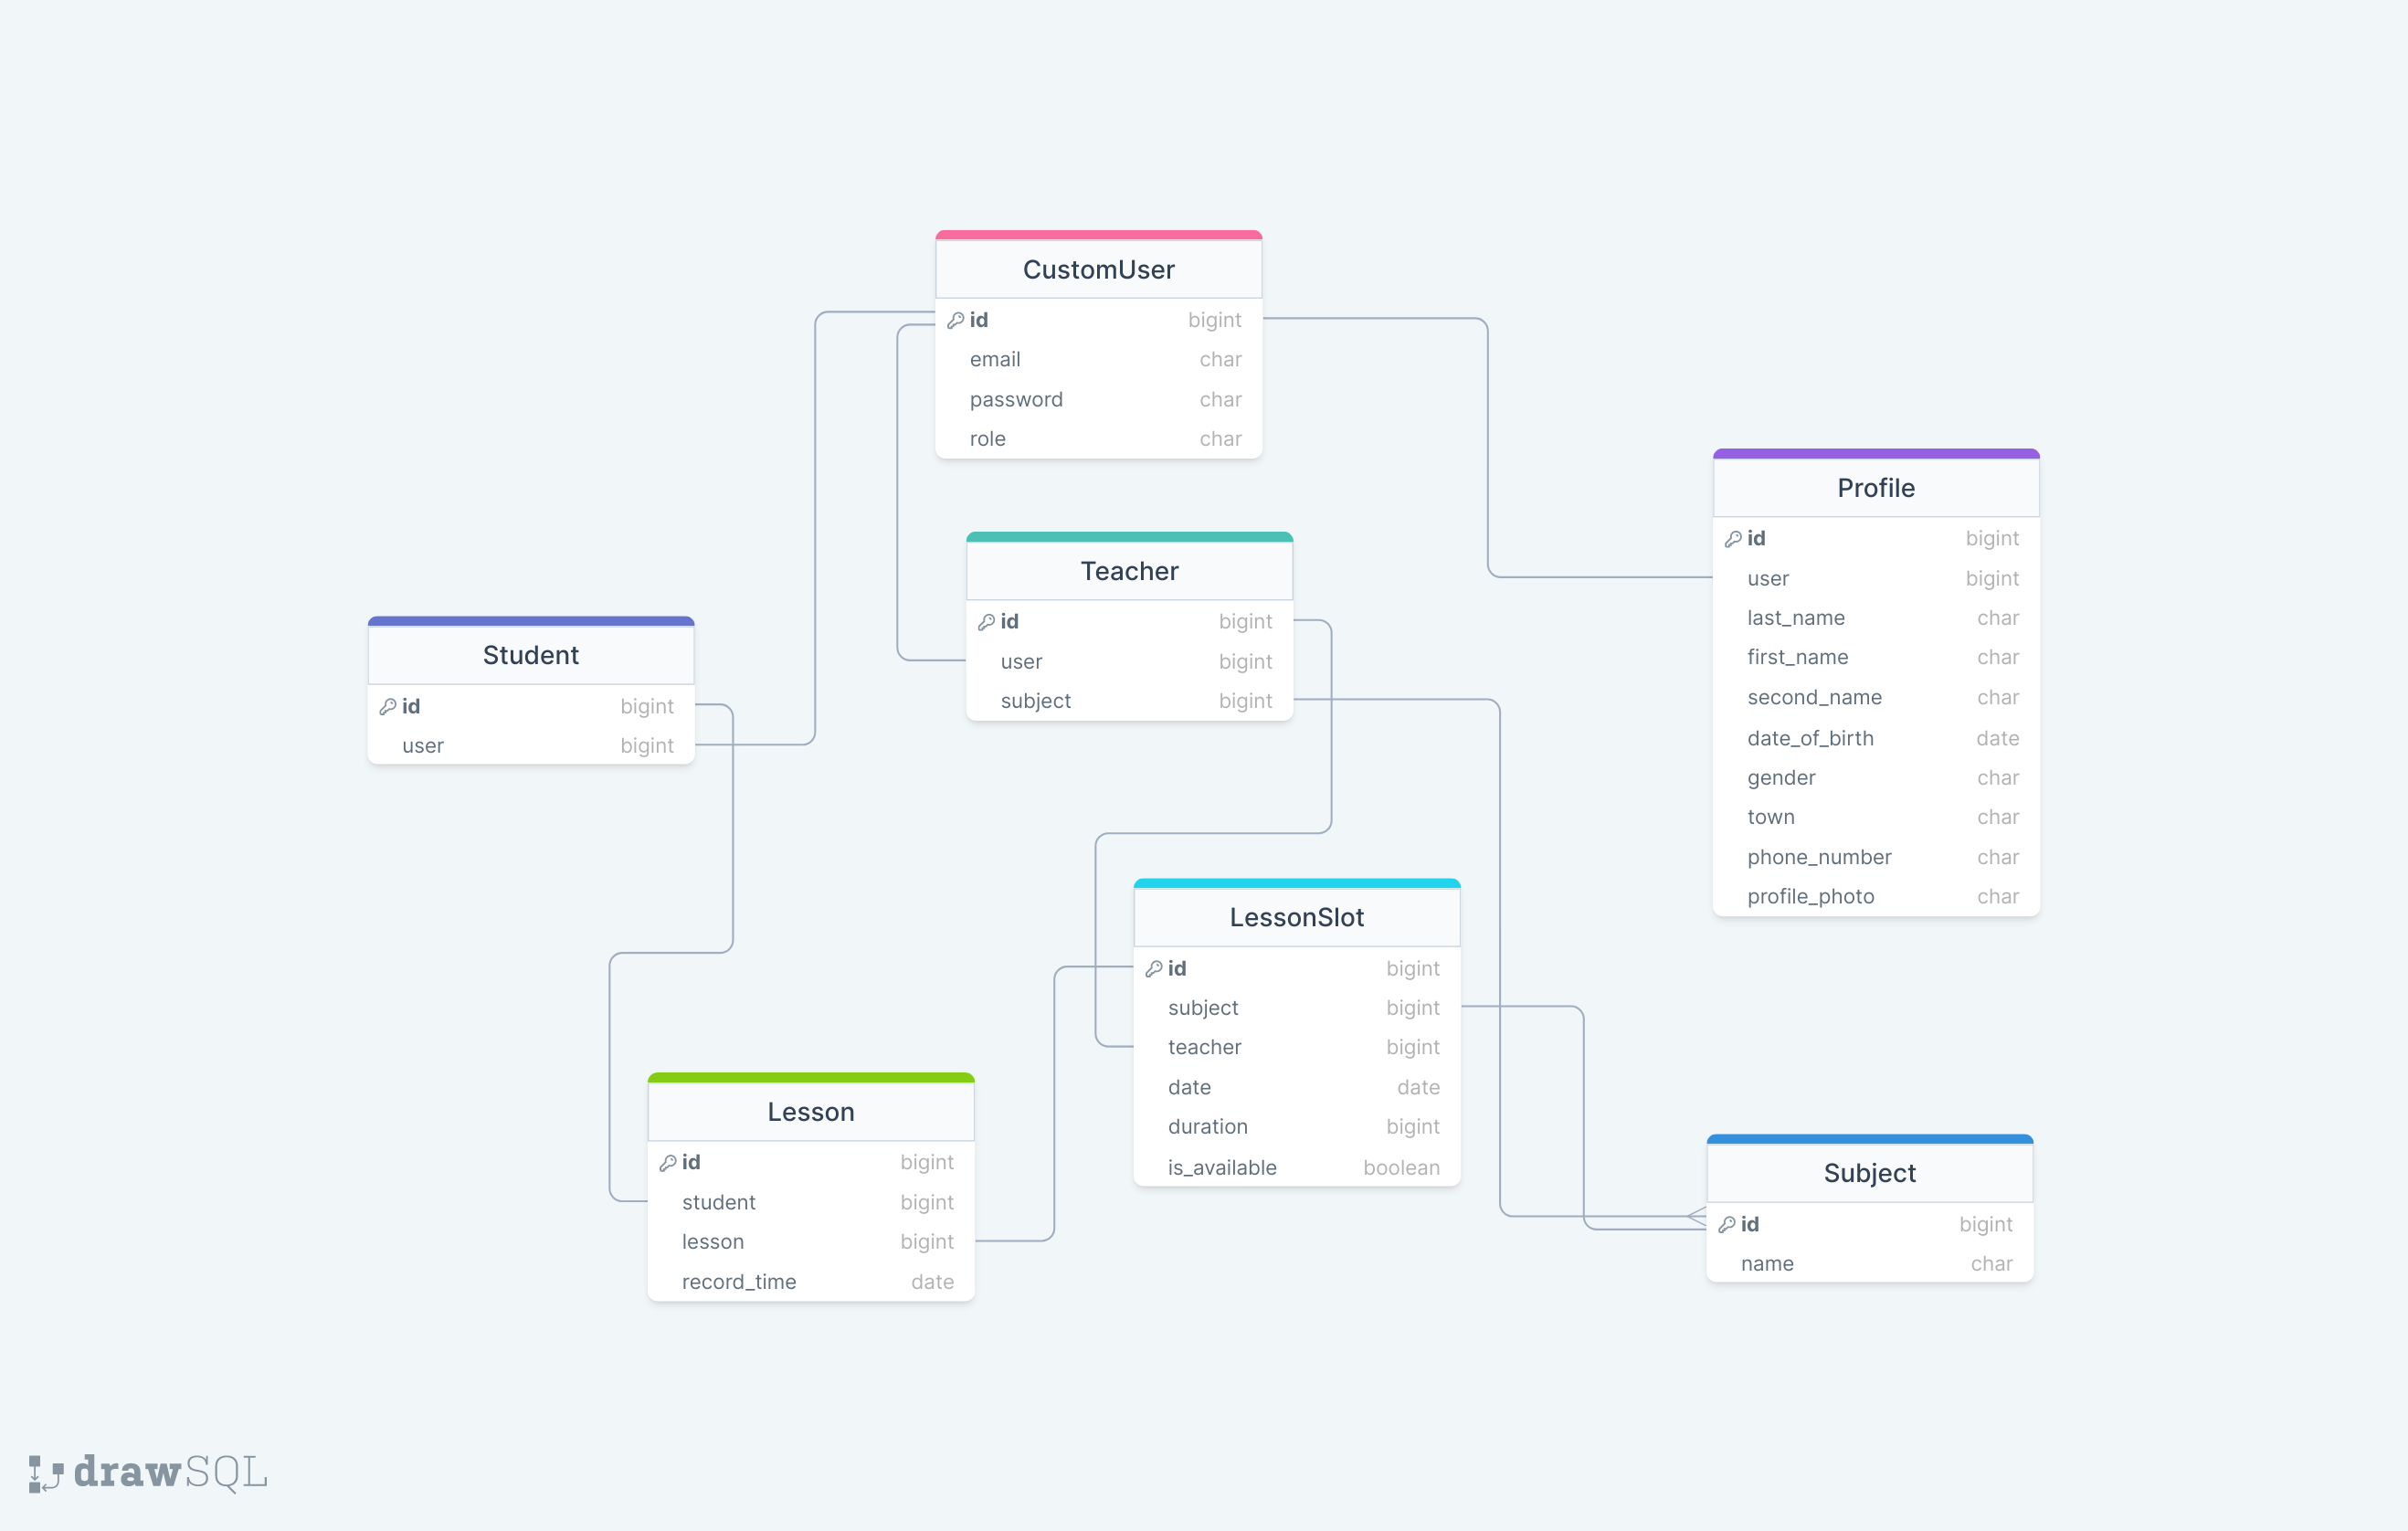 CustomUser
id bigint
email char
password char
role char
Profile
id bigint
user bigint
last_name char
first_name char
second_name char
date_of_birth date
gender char
town char
phone_number char
profile_photo char
Teacher
id bigint
user bigint
subject bigint
Student
id bigint
user bigint
LessonSlot
id bigint
subject bigint
teacher bigint
date date
duration bigint
is_available boolean
Lesson
id bigint
student bigint
lesson bigint
record_time date
Subject
id bigint
name char
drawSQL